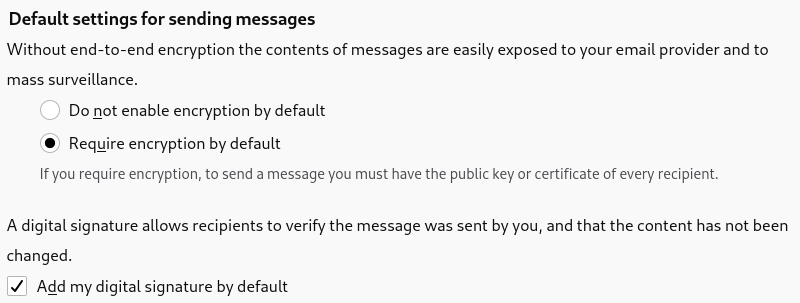 Default settings for sending messages
Without end-to-end encryption the contents of messages are easily exposed to your email provider and to
mass surveillance.
Do not enable encryption by default
Require encryption by default
If you require encryption, to send a message you must have the public key or certificate of every recipient.
A digital signature allows recipients to verify the message was sent by you, and that the content has not been
changed.
Add my digital signature by default